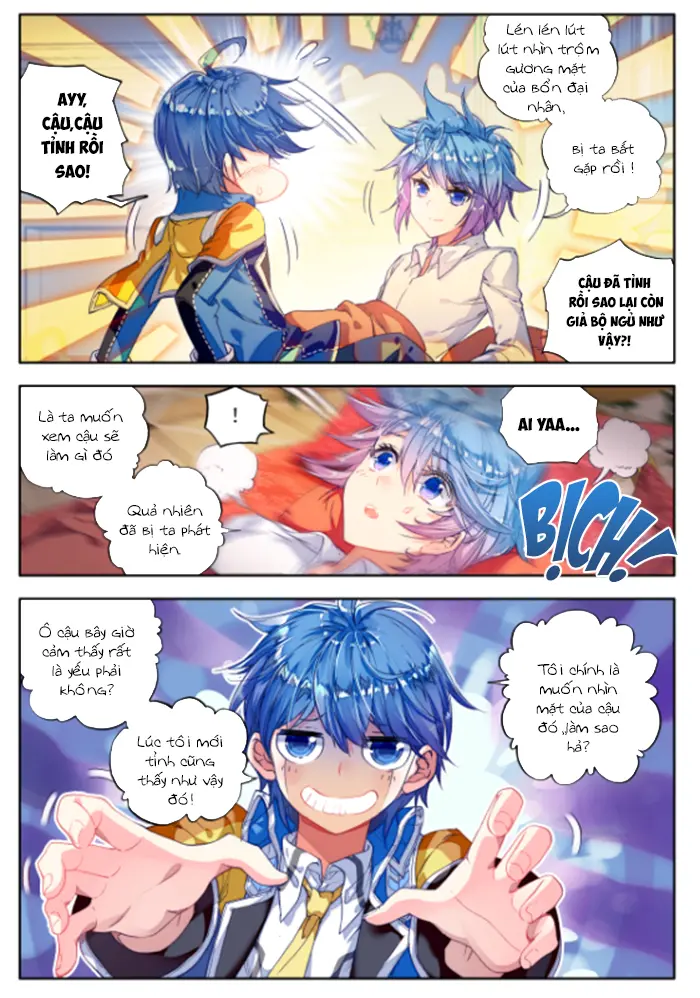 Lén lén lút
lút nhìn trộm
gương mặt
của bổn đại
nhân,
Bị ta bắt
gặp rồi !
AYY,
CẬU,CẬU
TỈNH RỒI
SAO!
CẬU ĐÃ TỈNH
RỒI SAO LẠI CÒN
GIẢ BỘ NGỦ NHƯ
VẬY?!
Là ta muốn
xem cậu sẽ
làm gì đó
Quả nhiên
đã bị ta phát
hiện.
!
AI YAA...
BỊCH!
Ô cậu bây giờ
cảm thấy rất
là yếu phải
không?
Lúc tôi mới
tỉnh cũng
thấy như vậy
đó!
Tôi chính là
muốn nhìn
mặt của cậu
đó ,,làm sao
hả?